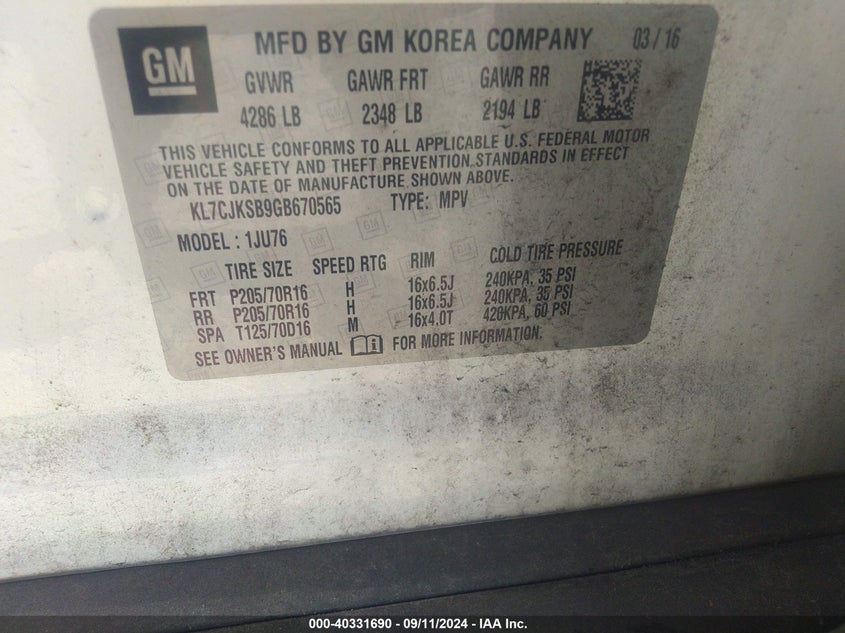 GM
MFD BY GM KOREA COMPANY 03/16
GVWR GAWR FRT GAWR RR
4286 LB 2348 LB 2194 LB
THIS VEHICLE CONFORMS TO ALL APPLICABLE U.S. FEDERAL MOTOR
VEHICLE SAFETY AND THEFT PREVENTION STANDARDS IN EFFECT
ON THE DATE OF MANUFACTURE SHOWN ABOVE.
KL7CJKSB9GB670565 TYPE: MPV
MODEL : 1JU76
TIRE SIZE SPEED RTG RIM COLD TIRE PRESSURE
FRT P205/70R16 H 16x6.5J 240KPA, 35 PSI
RR P205/70R16 H 16x6.5J 240KPA, 35 PSI
SPA T125/70D16 M 16x4.0T 420KPA, 60 PSI
SEE OWNER'S MANUAL FOR MORE INFORMATION.
000-40331690 - 09/11/2024 - IAA Inc.